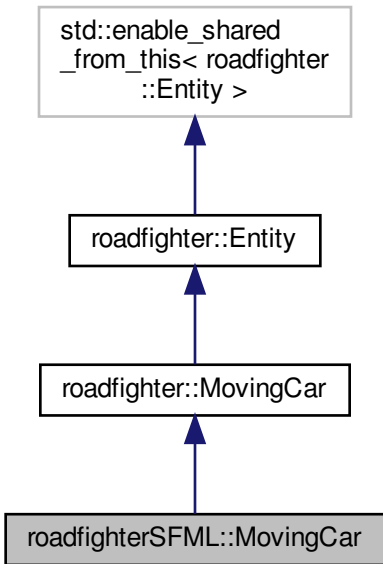 std::enable_shared
_from_this< roadfighter
::Entity >
roadfighter::Entity
roadfighter::MovingCar
roadfighterSFML::MovingCar